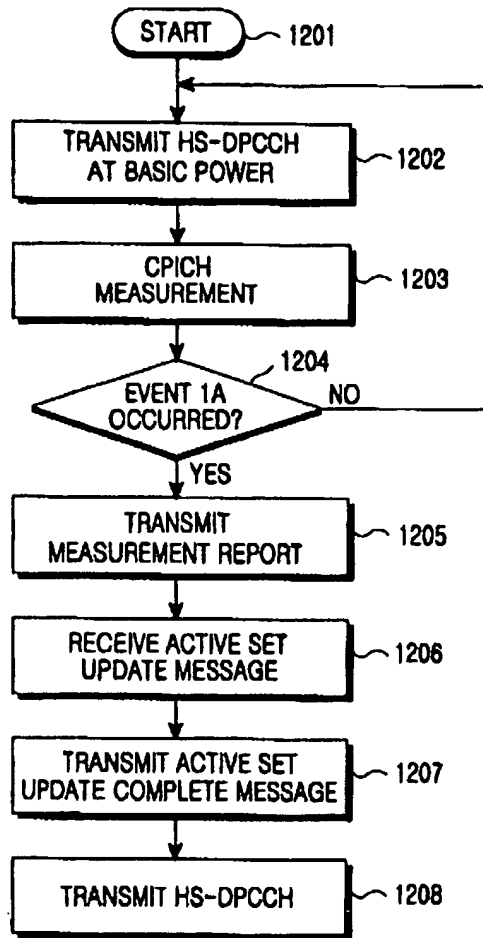 START
1201
TRANSMIT HS-DPCCH
AT BASIC POWER
1202
CPICH
MEASUREMENT
1203
1204
EVENT 1A
OCCURRED?
NO
YES
TRANSMIT
MEASUREMENT REPORT
1205
RECEIVE ACTIVE SET
UPDATE MESSAGE
1206
TRANSMIT ACTIVE SET
UPDATE COMPLETE MESSAGE
1207
TRANSMIT HS-DPCCH
1208